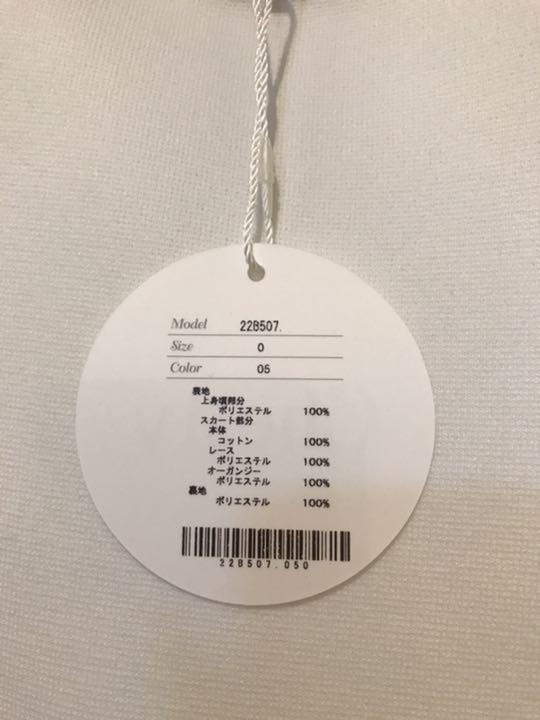 Model 22B507.
Size 0
Color 05
表地
上身頃部分
ポリエステル 100%
スカート部分
本体
コットン 100%
レース
ポリエステル 100%
オーガンジー
ポリエステル 100%
裏地
ポリエステル 100%
22B507.050